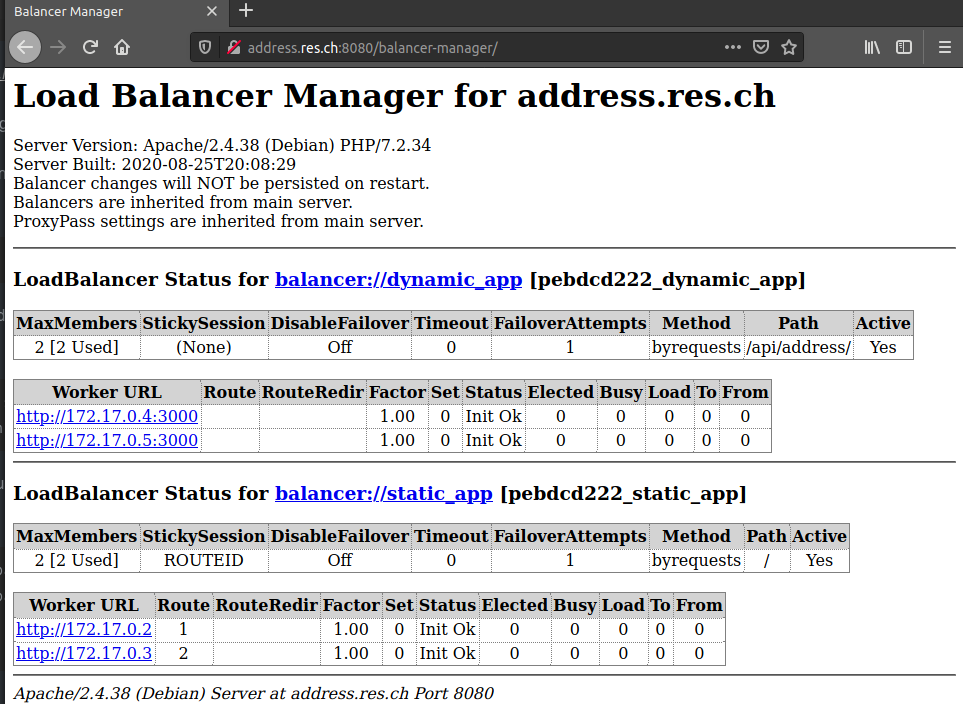 Balancer Manager
address.res.ch:8080/balancer-manager/
Load Balancer Manager for address.res.ch
Server Version: Apache/2.4.38 (Debian) PHP/7.2.34
Server Built: 2020-08-25T20:08:29
Balancer changes will NOT be persisted on restart.
Balancers are inherited from main server.
ProxyPass settings are inherited from main server.
LoadBalancer Status for balancer://dynamic_app [pebdcd222_dynamic_app]
MaxMembers StickySession DisableFailover Timeout FailoverAttempts Method Path Active
2 [2 Used] (None) Off 0 1 byrequests /api/address/ Yes
Worker URL Route RouteRedir Factor Set Status Elected Busy Load To From
http://172.17.0.4:3000 1.00 0 Init Ok 0 0 0 0 0
http://172.17.0.5:3000 1.00 0 Init Ok 0 0 0 0 0
LoadBalancer Status for balancer://static_app [pebdcd222_static_app]
MaxMembers StickySession DisableFailover Timeout FailoverAttempts Method Path Active
2 [2 Used] ROUTEID Off 0 1 byrequests / Yes
Worker URL Route RouteRedir Factor Set Status Elected Busy Load To From
http://172.17.0.2 1 1.00 0 Init Ok 0 0 0 0 0
http://172.17.0.3 2 1.00 0 Init Ok 0 0 0 0 0
Apache/2.4.38 (Debian) Server at address.res.ch Port 8080